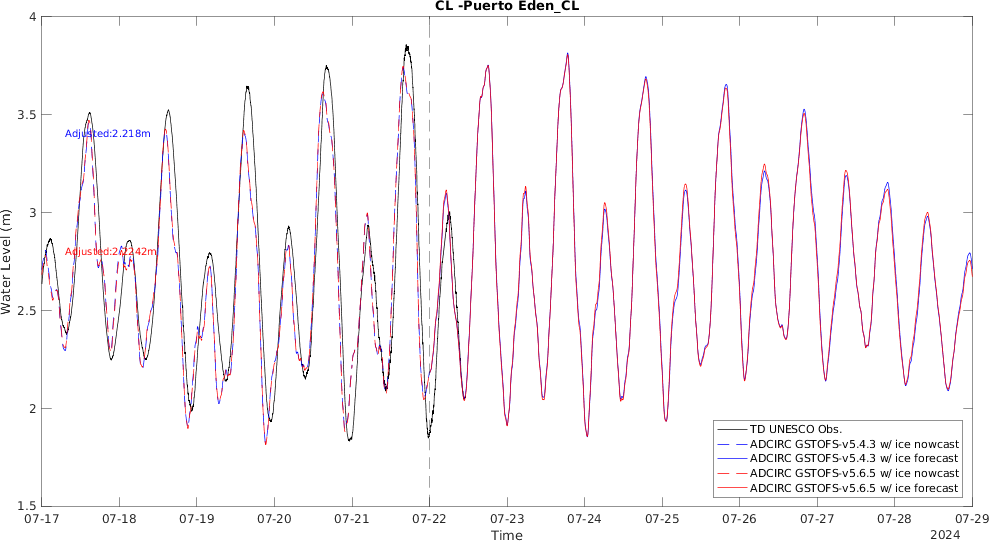 CL -Puerto Eden_CL
4
3.5
3
2.5
2
1.5
Water Level (m)
Adjusted:2.218m
Adjusted:2.2242m
07-17
07-18
07-19
07-20
07-21
07-22
07-23
07-24
07-25
07-26
07-27
07-28
07-29
Time
2024
TD UNESCO Obs.
ADCIRC GSTOFS-v5.4.3 w/ ice nowcast
ADCIRC GSTOFS-v5.4.3 w/ ice forecast
ADCIRC GSTOFS-v5.6.5 w/ ice nowcast
ADCIRC GSTOFS-v5.6.5 w/ ice forecast